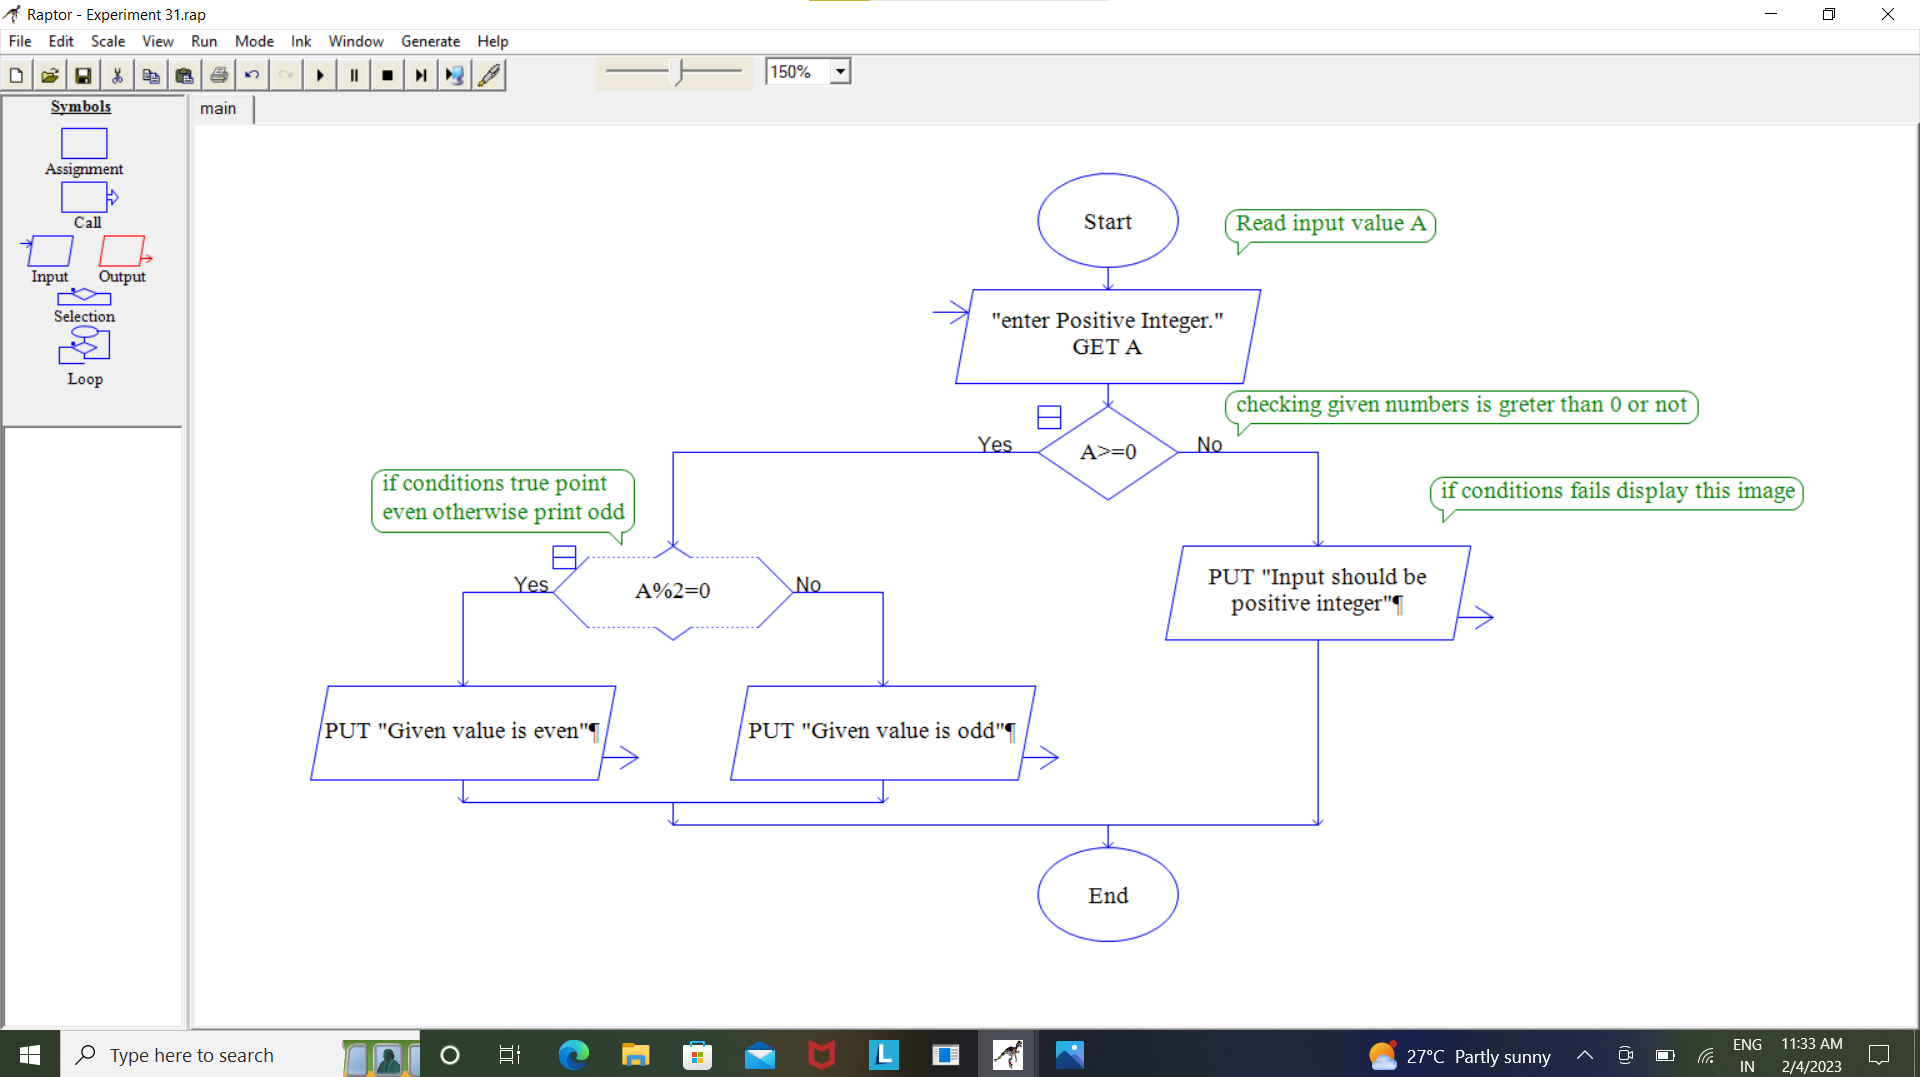 Raptor - Experiment 31.rap
File Edit Scale View Run Mode Ink Window Generate Help
150%
Symbols
main
Assignment
Call
Input Output
Selection
Loop
Start
Read input value A
"enter Positive Integer."
GET A
checking given numbers is greter than 0 or not
Yes
A>=0
No
if conditions true point
even otherwise print odd
if conditions fails display this image
Yes
A%2=0
No
PUT "Input should be
positive integer"¶
PUT "Given value is even"¶
PUT "Given value is odd"¶
End
Type here to search
L
27°C Partly sunny
ENG
IN
11:33 AM
2/4/2023